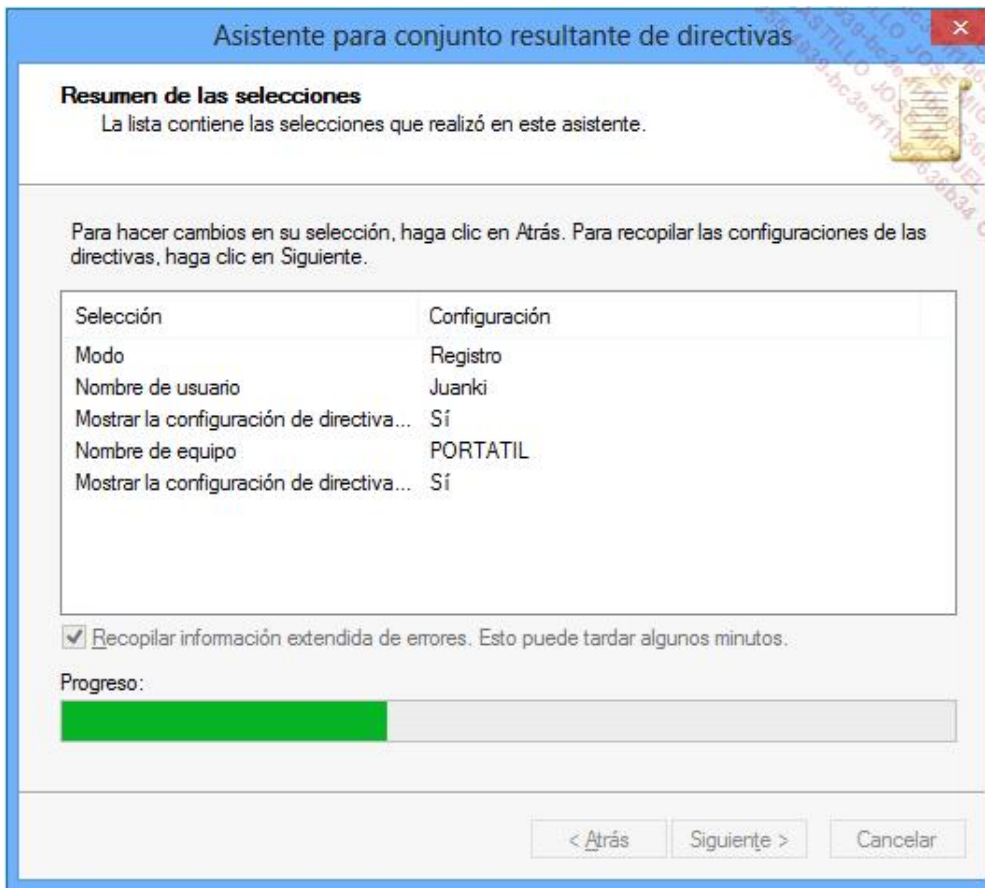 Asistente para conjunto resultante de directivas
Resumen de las selecciones
La lista contiene las selecciones que realizó en este asistente.
Para hacer cambios en su selección, haga clic en Atrás. Para recopilar las configuraciones de las
directivas, haga clic en Siguiente.
Selección Configuración
Modo Registro
Nombre de usuario Juanki
Mostrar la configuración de directiva... Sí
Nombre de equipo PORTATIL
Mostrar la configuración de directiva... Sí
Recopilar información extendida de errores. Esto puede tardar algunos minutos.
Progreso:
< Atrás Siguiente > Cancelar